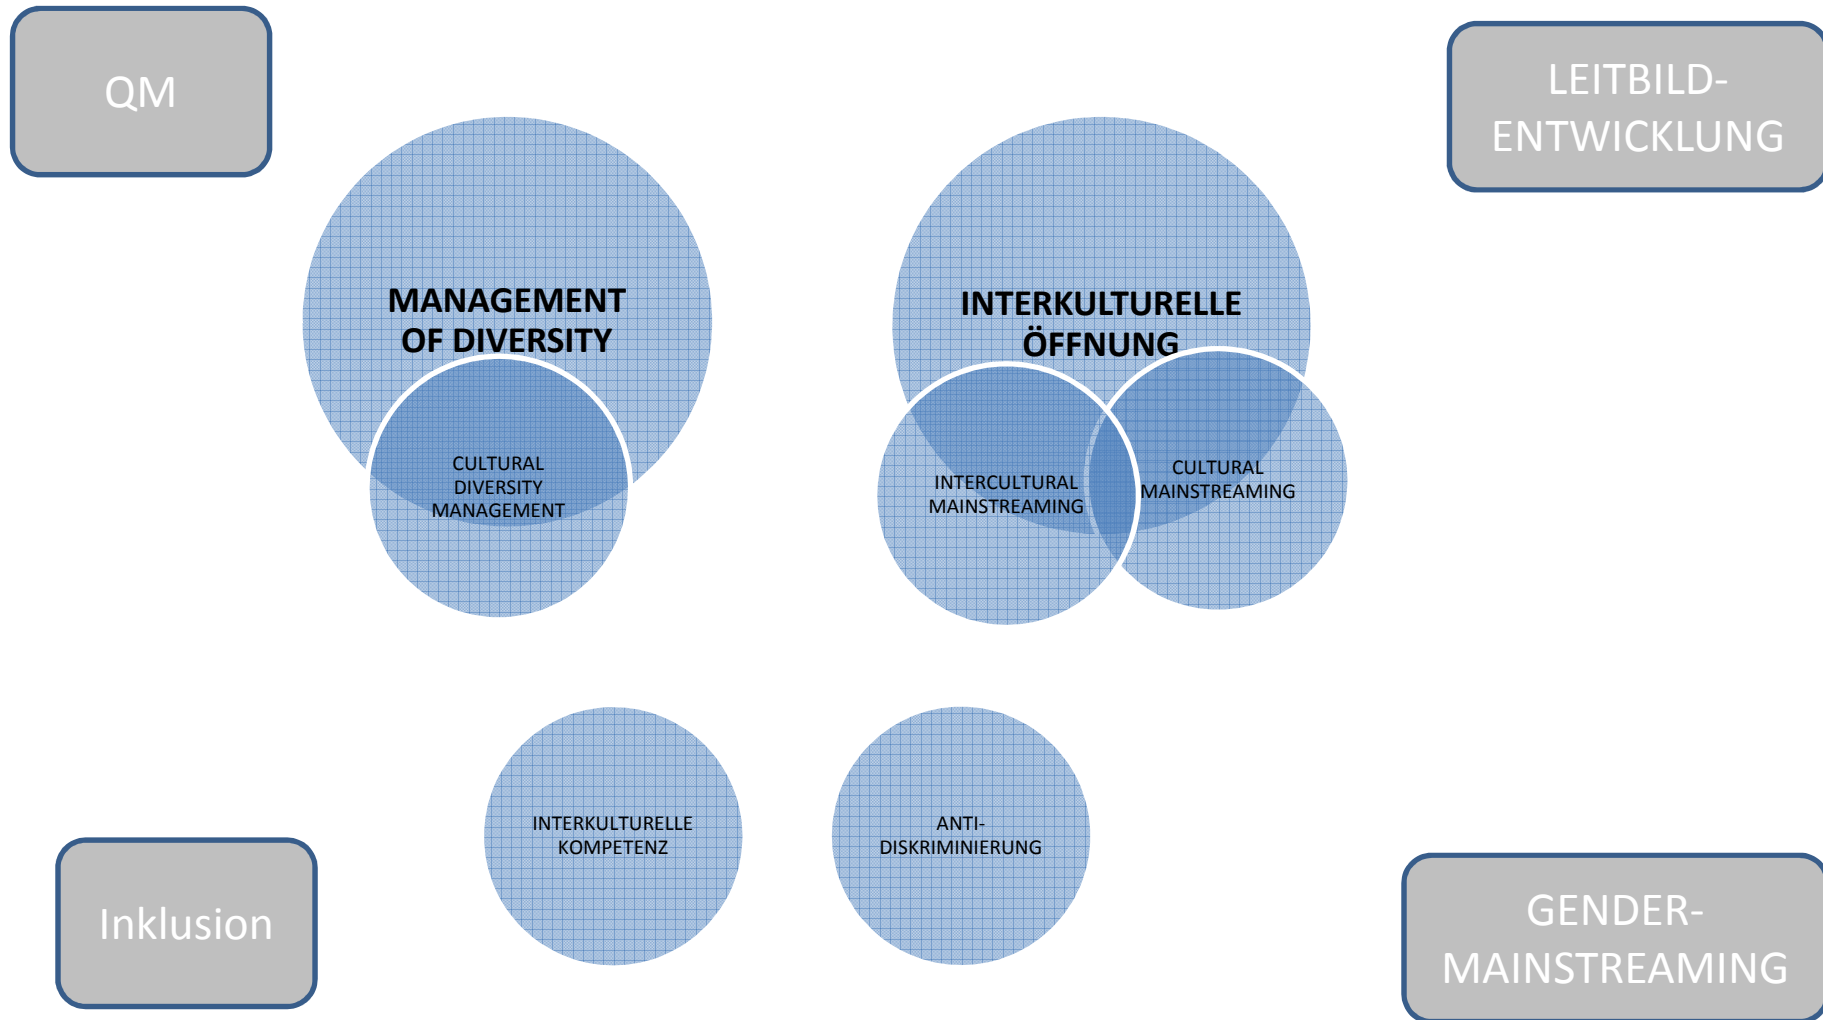 QM
LEITBILD-
ENTWICKLUNG
MANAGEMENT
OF DIVERSITY
INTERKULTURELLE
ÖFFNUNG
CULTURAL
DIVERSITY
MANAGEMENT
INTERCULTURAL
MAINSTREAMING
CULTURAL
MAINSTREAMING
INTERKULTURELLE
KOMPETENZ
ANTI-
DISKRIMINIERUNG
Inklusion
GENDER-
MAINSTREAMING